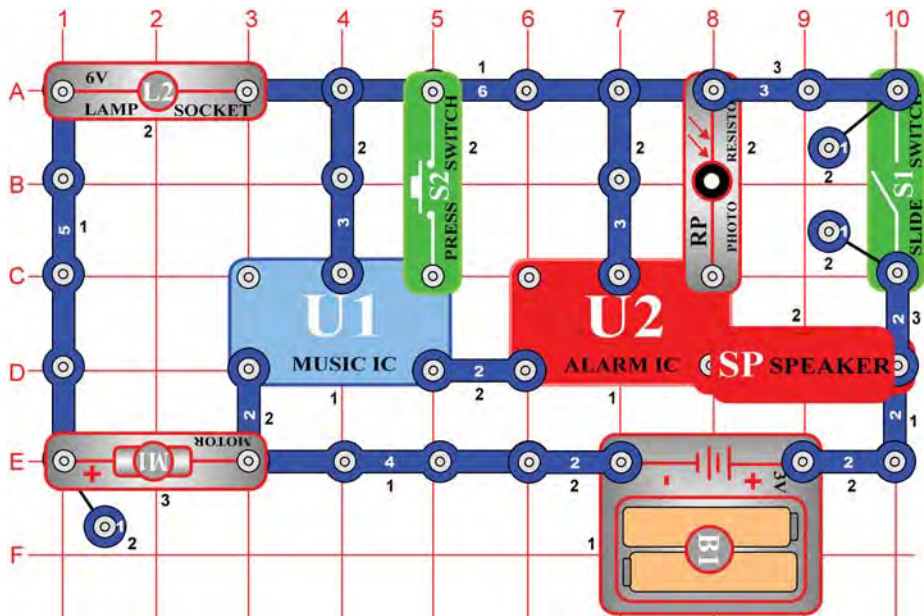 1 2 3 4 5 6 7 8 9 10
A
6V
L2
LAMP SOCKET
2
1
6
3
3
S2
PRESS SWITCH
2
2
3
RP
PHOTO RESISTOR
2
2
3
1
2
1
2
S1
SLIDE SWITCH
B
5
1
C
U1
MUSIC IC
1
2
2
U2
ALARM IC
1
2
SP SPEAKER
2
3
D
2
2
1
E
M1
MOTOR
+
3
4
1
2
2
-
+
3V
2
2
1
2
B1
1
F